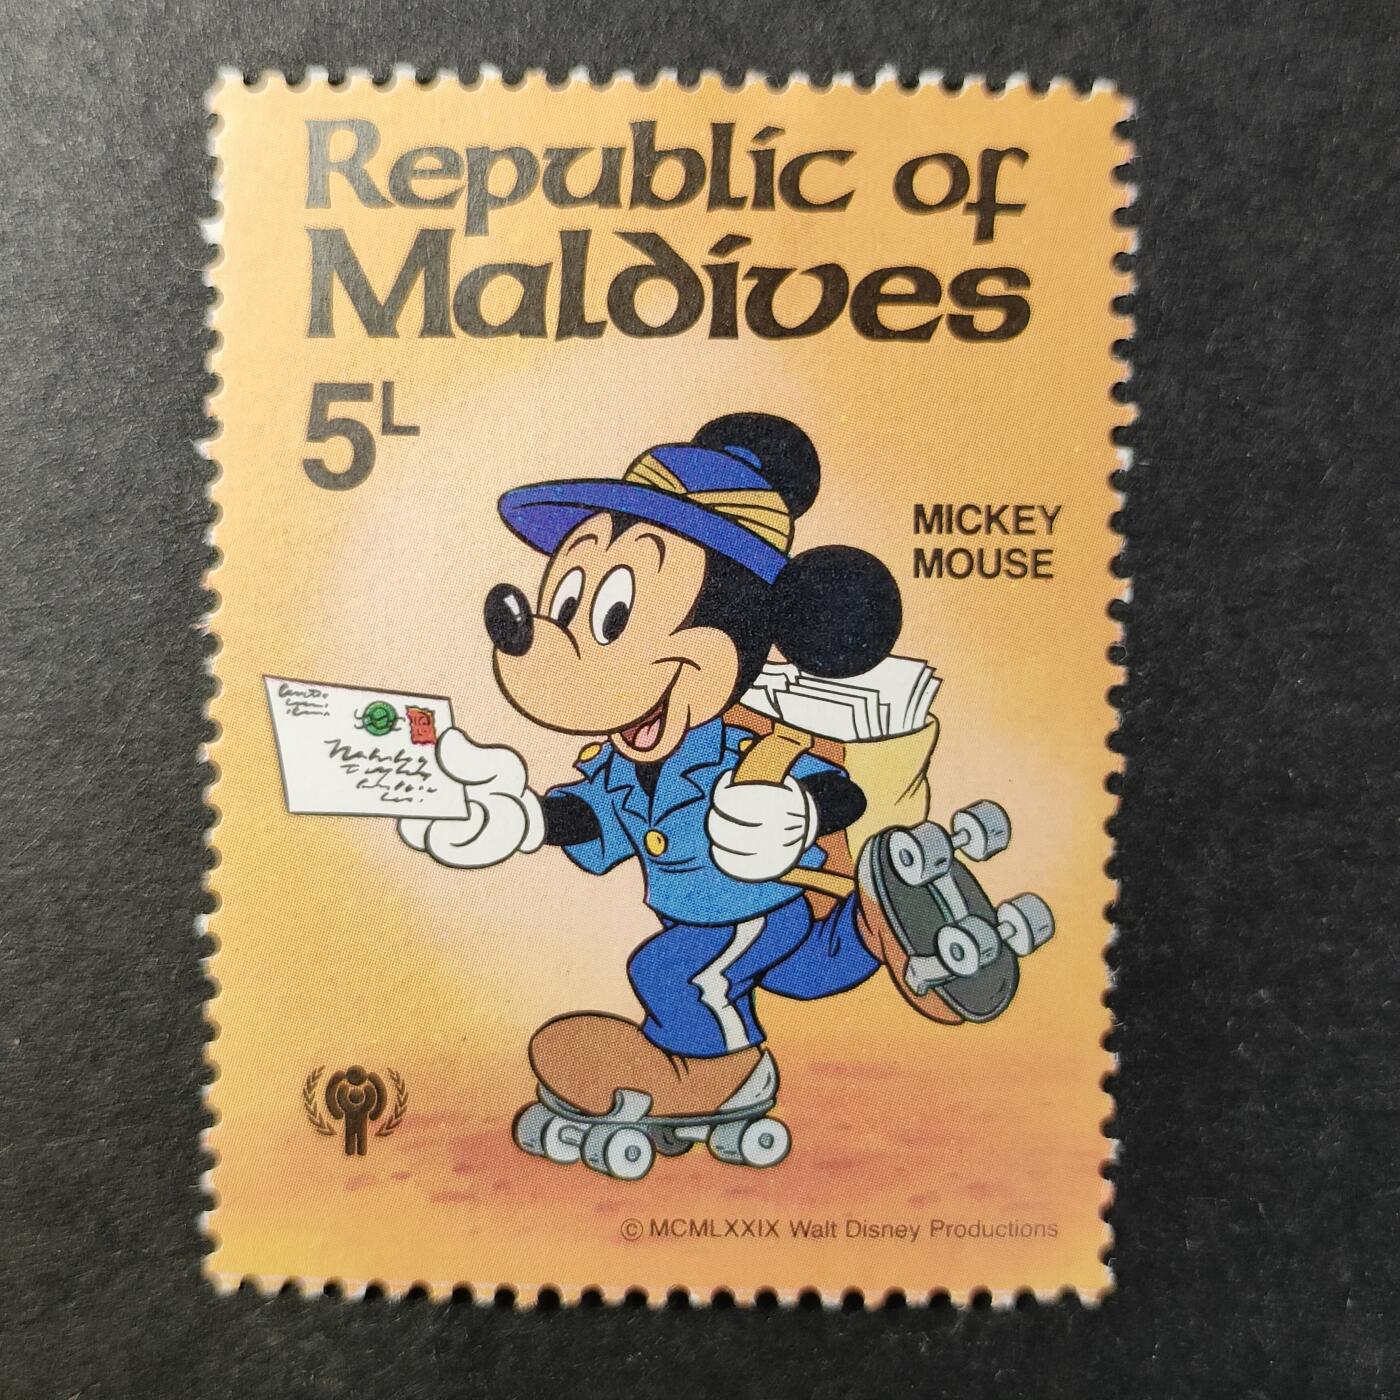 Republic of
Maldives
5L
MICKEY
MOUSE
© MCMLXXIX Walt Disney Productions